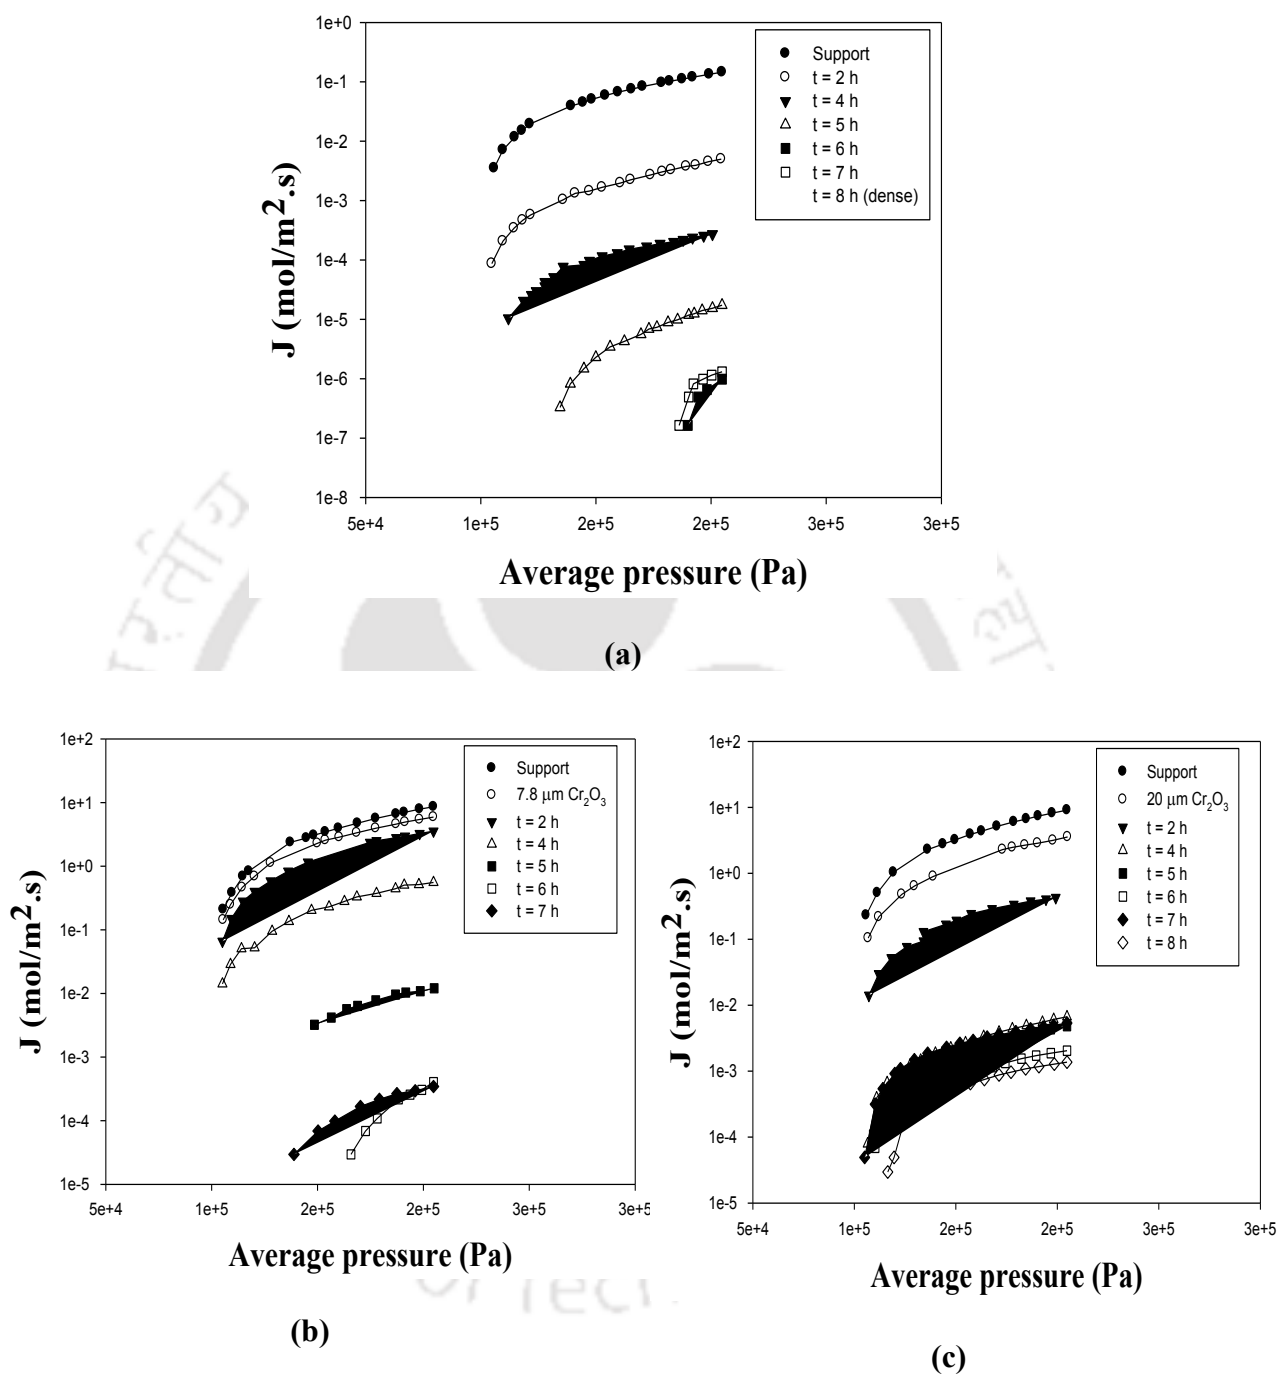 1e+0
1e-1
1e-2
1e-3
1e-4
1e-5
1e-6
1e-7
1e-8
J (mol/m².s)
Support
t = 2 h
t = 4 h
t = 5 h
t = 6 h
t = 7 h
t = 8 h (dense)
5e+4 1e+5 2e+5 2e+5 3e+5 3e+5
Average pressure (Pa)
(a)
1e+2
1e+1
1e+0
1e-1
1e-2
1e-3
1e-4
1e-5
J (mol/m².s)
Support
7.8 μm Cr₂O₃
t = 2 h
t = 4 h
t = 5 h
t = 6 h
t = 7 h
5e+4 1e+5 2e+5 2e+5 3e+5 3e+5
Average pressure (Pa)
(b)
1e+2
1e+1
1e+0
1e-1
1e-2
1e-3
1e-4
1e-5
J (mol/m².s)
Support
20 μm Cr₂O₃
t = 2 h
t = 4 h
t = 5 h
t = 6 h
t = 7 h
t = 8 h
5e+4 1e+5 2e+5 2e+5 3e+5 3e+5
Average pressure (Pa)
(c)